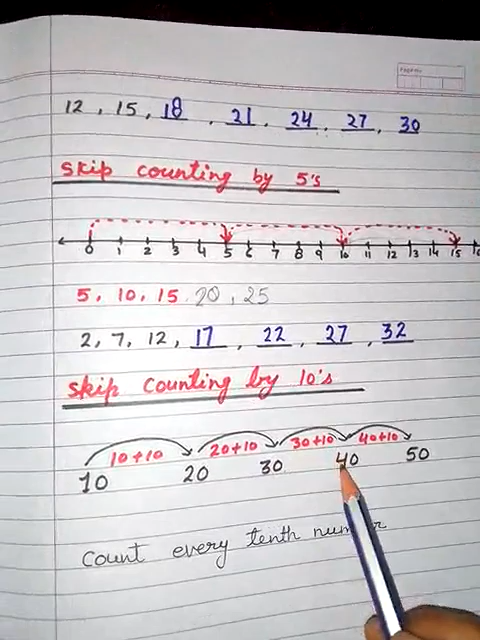 12, 15, 18, 21, 24, 27, 30
Skip counting by 5's
0 1 2 3 4 5 6 7 8 9 10 11 12 13 14 15
5, 10, 15 20, 25
2, 7, 12, 17, 22, 27, 32
Skip counting by 10's
10+10 20+10 30+10 40+10
10 20 30 40 50
Count every tenth number